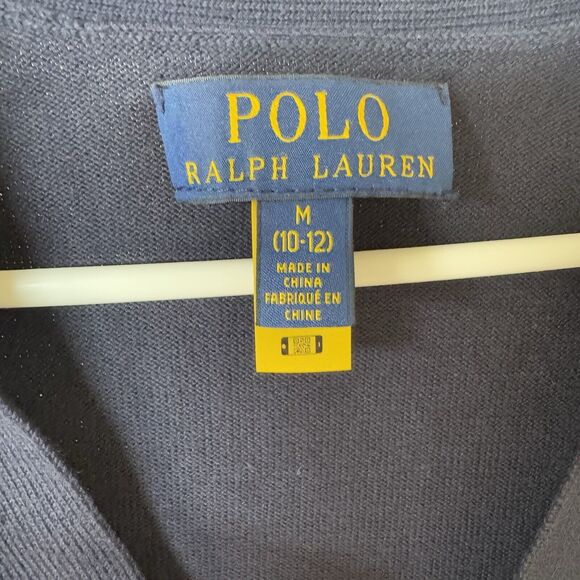 POLO
RALPH LAUREN
M
(10-12)
MADE IN
CHINA
FABRIQUÉ EN
CHINE